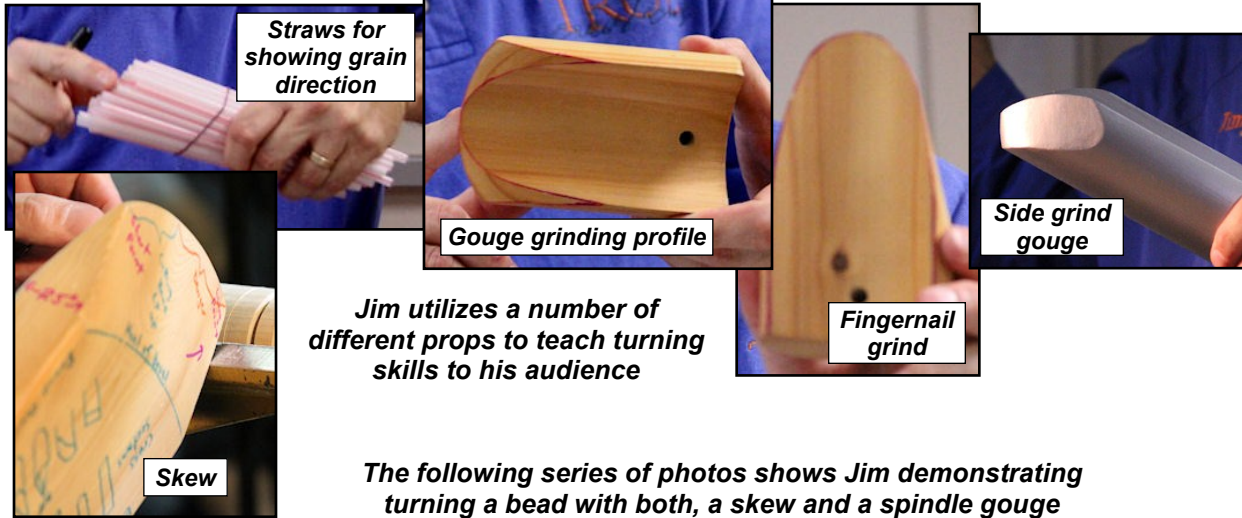 Straws for
showing grain
direction
Gouge grinding profile
Side grind
gouge
Fingernail
grind
Skew
Jim utilizes a number of
different props to teach turning
skills to his audience
The following series of photos shows Jim demonstrating
turning a bead with both, a skew and a spindle gouge